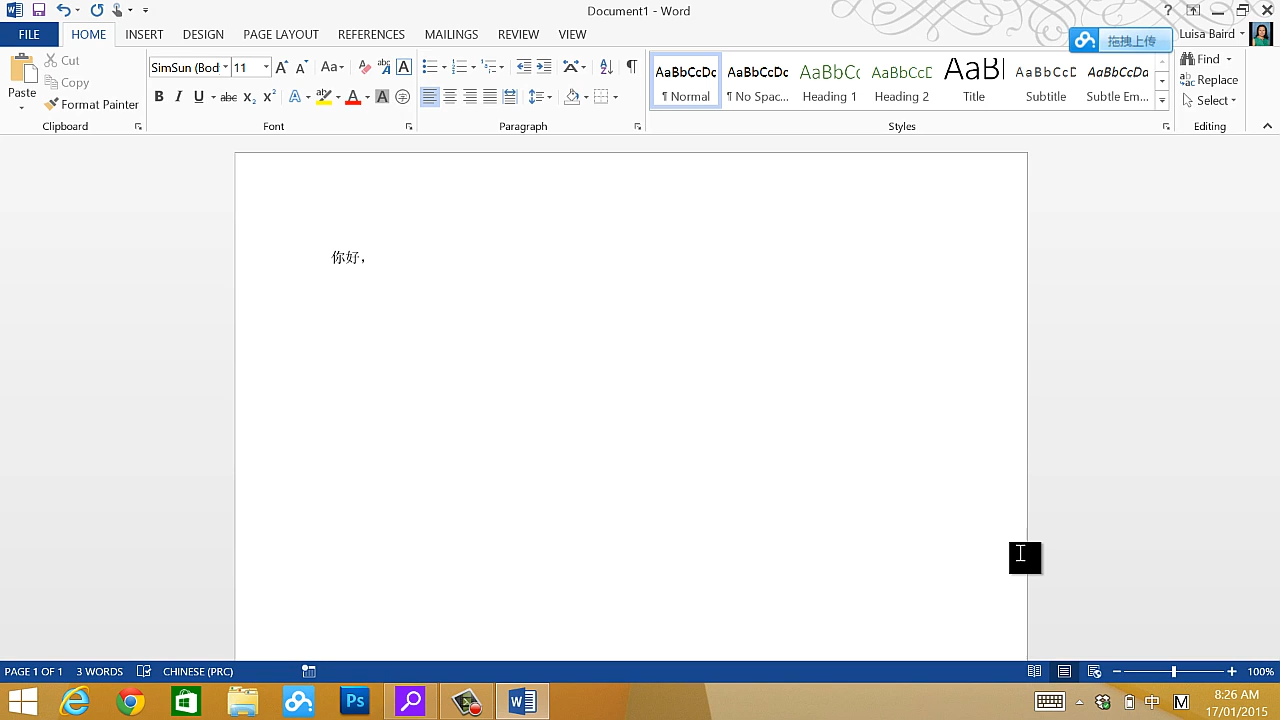 Document1 - Word
FILE HOME INSERT DESIGN PAGE LAYOUT REFERENCES MAILINGS REVIEW VIEW
拖拽上传
Luisa Baird
Paste
Cut
Copy
Format Painter
Clipboard
SimSun (Bod 11
Font
Paragraph
AaBbCcDc AaBbCcDc AaBbCc AaBbCcD AaBl AaBbCcD AaBbCcDa
¶ Normal ¶ No Spac... Heading 1 Heading 2 Title Subtitle Subtle Em...
Styles
Find
Replace
Select
Editing
你好，
PAGE 1 OF 1 3 WORDS CHINESE (PRC) 100%
Ps
中 M
8:26 AM
17/01/2015